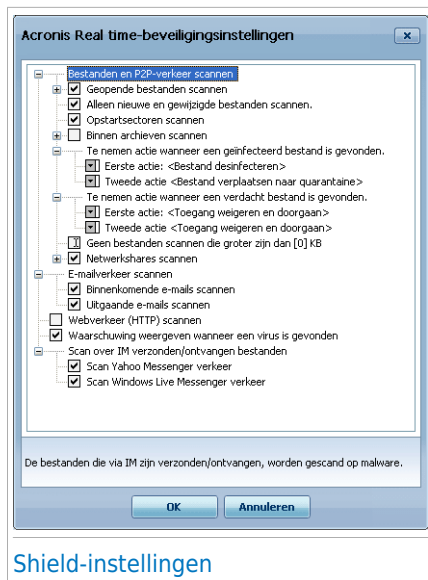 Acronis Real time-beveiligingsinstellingen
Bestanden en P2P-verkeer scannen
Geopende bestanden scannen
Alleen nieuwe en gewijzigde bestanden scannen.
Opstartsectoren scannen
Binnen archieven scannen
Te nemen actie wanneer een geïnfecteerd bestand is gevonden.
Eerste actie: <Bestand desinfecteren>
Tweede actie <Bestand verplaatsen naar quarantaine>
Te nemen actie wanneer een verdacht bestand is gevonden.
Eerste actie: <Toegang weigeren en doorgaan>
Tweede actie <Toegang weigeren en doorgaan>
Geen bestanden scannen die groter zijn dan [0] KB
Netwerkshares scannen
E-mailverkeer scannen
Binnenkomende e-mails scannen
Uitgaande e-mails scannen
Webverkeer (HTTP) scannen
Waarschuwing weergeven wanneer een virus is gevonden
Scan over IM verzonden/ontvangen bestanden
Scan Yahoo Messenger verkeer
Scan Windows Live Messenger verkeer
De bestanden die via IM zijn verzonden/ontvangen, worden gescand op malware.
OK Annuleren
Shield-instellingen